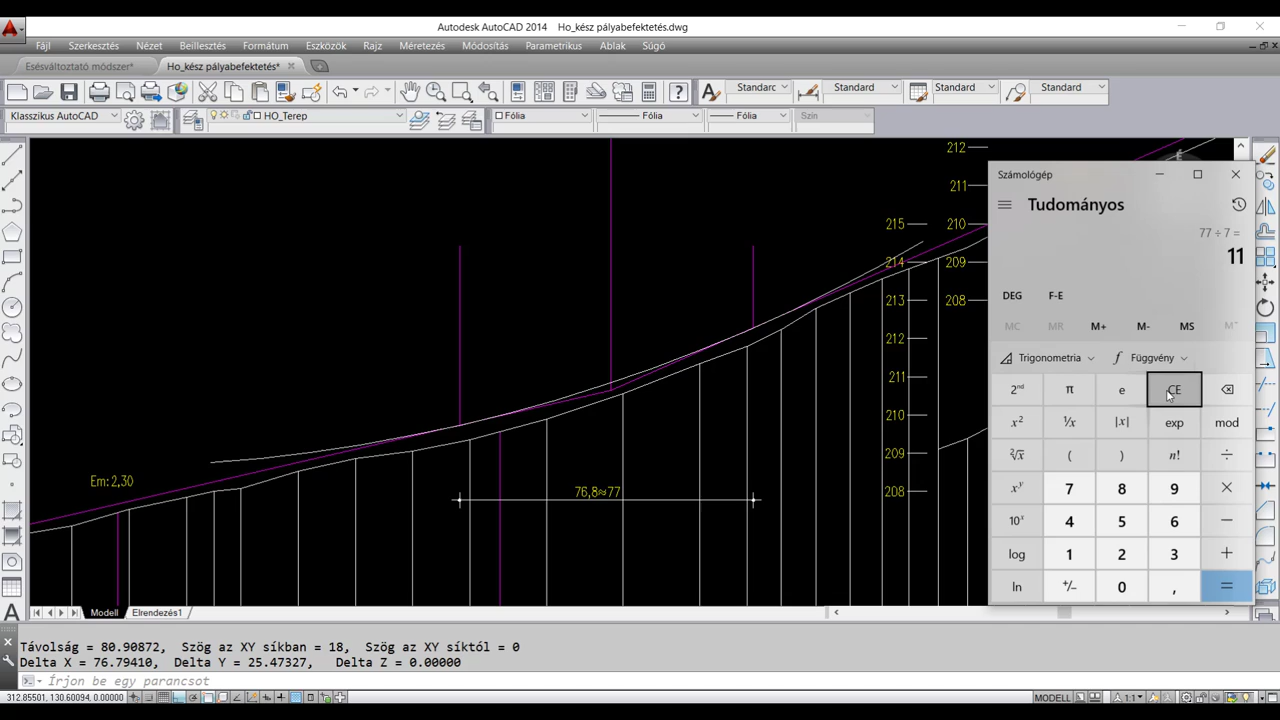 Autodesk AutoCAD 2014 Ho_kész pályabefektetés.dwg
Fájl Szerkesztés Nézet Beillesztés Formátum Eszközök Rajz Méretezés Módosítás Parametrikus Ablak Súgó
Esésváltoztató módszer* Ho_kész pályabefektetés*
Standarc Standard Standard Standard
Klasszikus AutoCAD HO_Terep Fólia Fólia Fólia Szín
212
211
215 210
214 209
213 208
212
211
210
209
208
Em:2,30
76,8≈77
É
Számológép
Tudományos
77 ÷ 7 =
11
DEG F-E
MC MR M+ M- MS M˅
Trigonometria Függvény
2ⁿᵈ π e CE
x² ¹/x |x| exp mod
²√x ( ) n! ÷
xʸ 7 8 9 ×
10ˣ 4 5 6 −
log 1 2 3 +
ln +/− 0 , =
Modell Elrendezés1
Távolság = 80.90872, Szög az XY síkban = 18, Szög az XY síktól = 0
Delta X = 76.79410, Delta Y = 25.47327, Delta Z = 0.00000
Írjon be egy parancsot
312.85501, 130.60094, 0.00000 MODELL 1:1